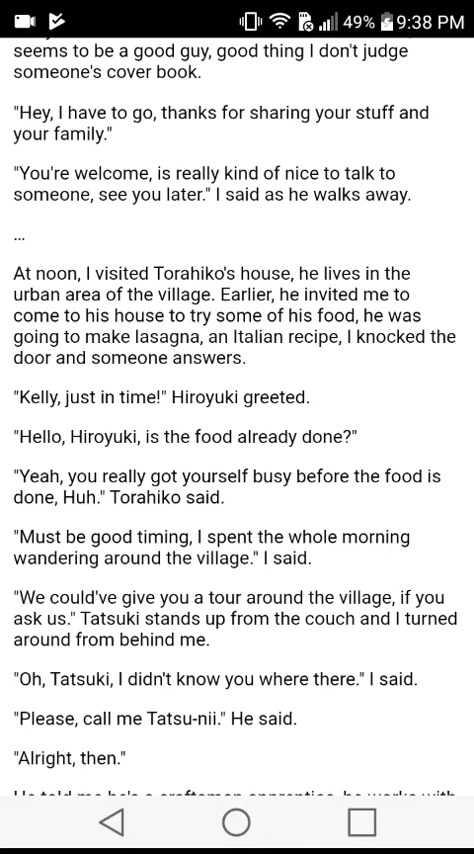 49% 9:38 PM
seems to be a good guy, good thing I don't judge
someone's cover book.
"Hey, I have to go, thanks for sharing your stuff and
your family."
"You're welcome, is really kind of nice to talk to
someone, see you later." I said as he walks away.
...
At noon, I visited Torahiko's house, he lives in the
urban area of the village. Earlier, he invited me to
come to his house to try some of his food, he was
going to make lasagna, an Italian recipe, I knocked the
door and someone answers.
"Kelly, just in time!" Hiroyuki greeted.
"Hello, Hiroyuki, is the food already done?"
"Yeah, you really got yourself busy before the food is
done, Huh." Torahiko said.
"Must be good timing, I spent the whole morning
wandering around the village." I said.
"We could've give you a tour around the village, if you
ask us." Tatsuki stands up from the couch and I turned
around from behind me.
"Oh, Tatsuki, I didn't know you where there." I said.
"Please, call me Tatsu-nii." He said.
"Alright, then."
He told me he's a craftsman apprentice, he works with